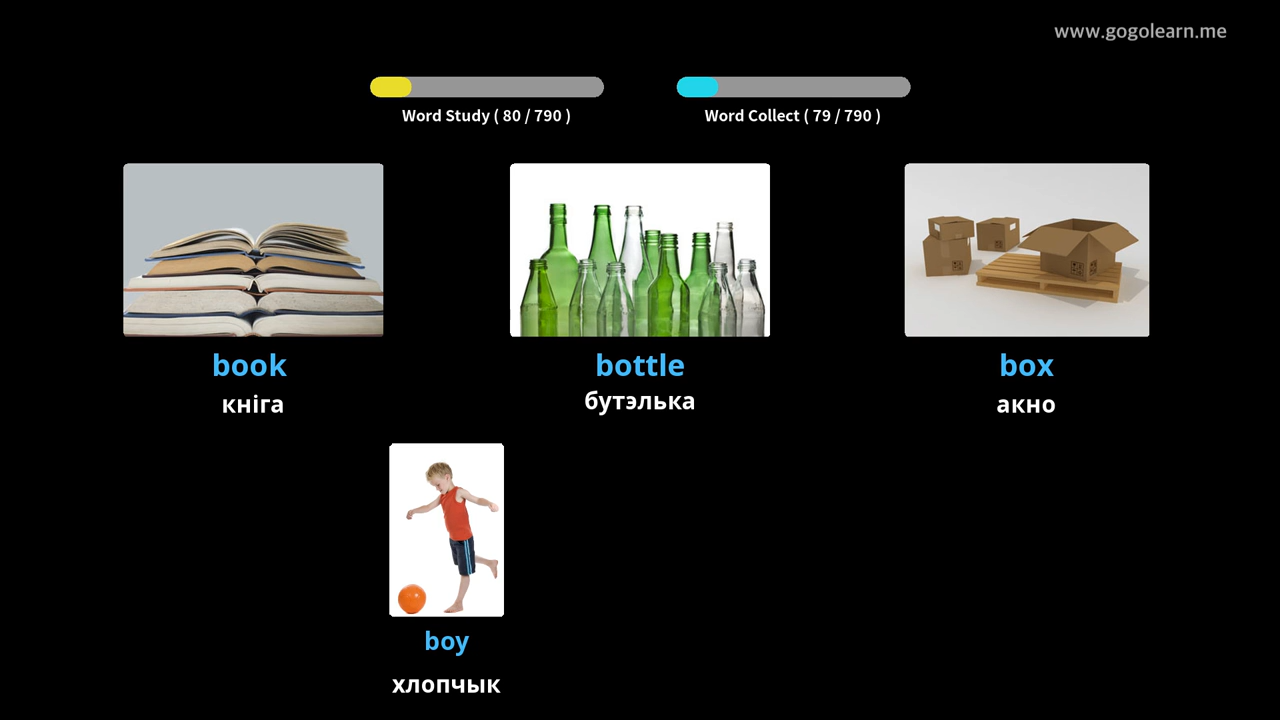 www.gogolearn.me
Word Study ( 80 / 790 )
Word Collect ( 79 / 790 )
book
кніга
bottle
бутэлька
box
акно
boy
хлопчык